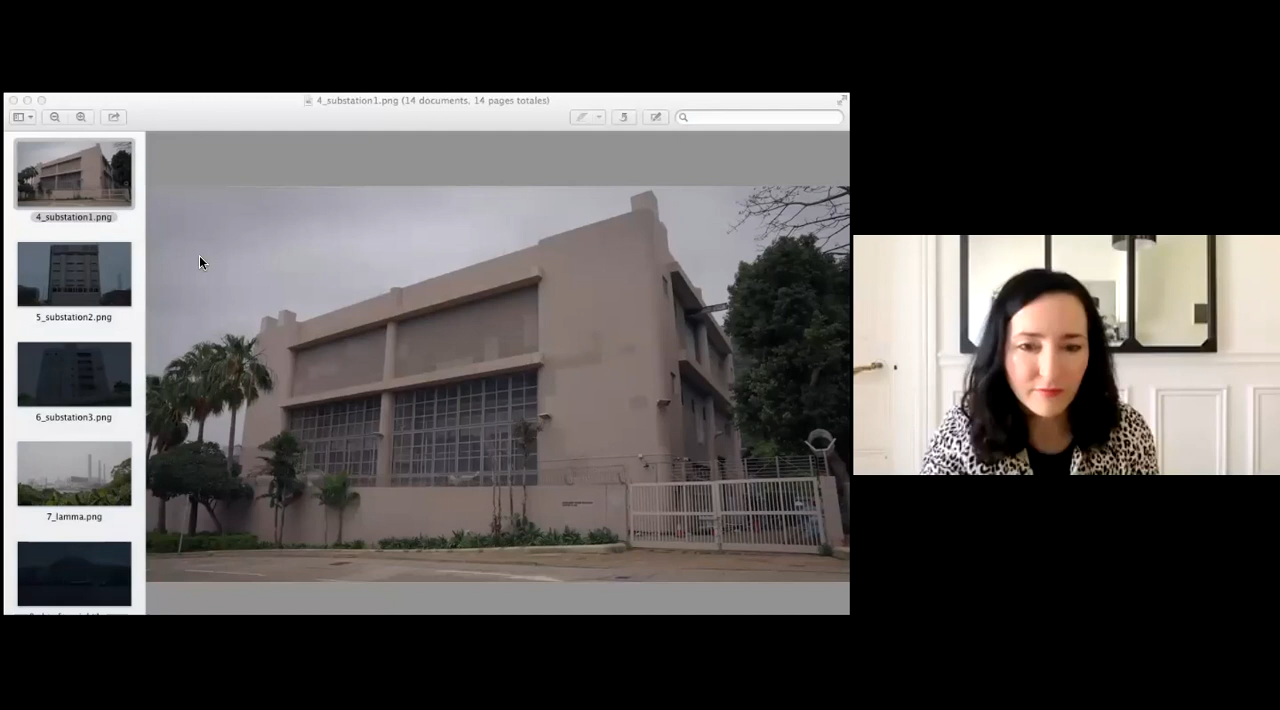 4_substation1.png (14 documents, 14 pages totales)
4_substation1.png
5_substation2.png
6_substation3.png
7_lamma.png